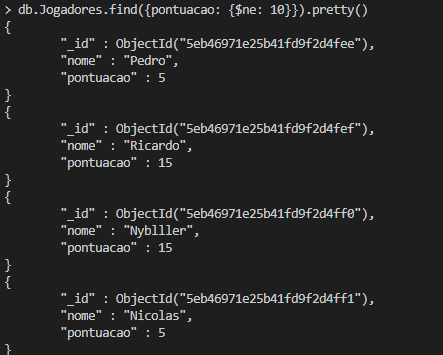 > db.Jogadores.find({pontuacao: {$ne: 10}}).pretty()
{
"_id" : ObjectId("5eb46971e25b41fd9f2d4fee"),
"nome" : "Pedro",
"pontuacao" : 5
}
{
"_id" : ObjectId("5eb46971e25b41fd9f2d4fef"),
"nome" : "Ricardo",
"pontuacao" : 15
}
{
"_id" : ObjectId("5eb46971e25b41fd9f2d4ff0"),
"nome" : "Nyblller",
"pontuacao" : 15
}
{
"_id" : ObjectId("5eb46971e25b41fd9f2d4ff1"),
"nome" : "Nicolas",
"pontuacao" : 5
}